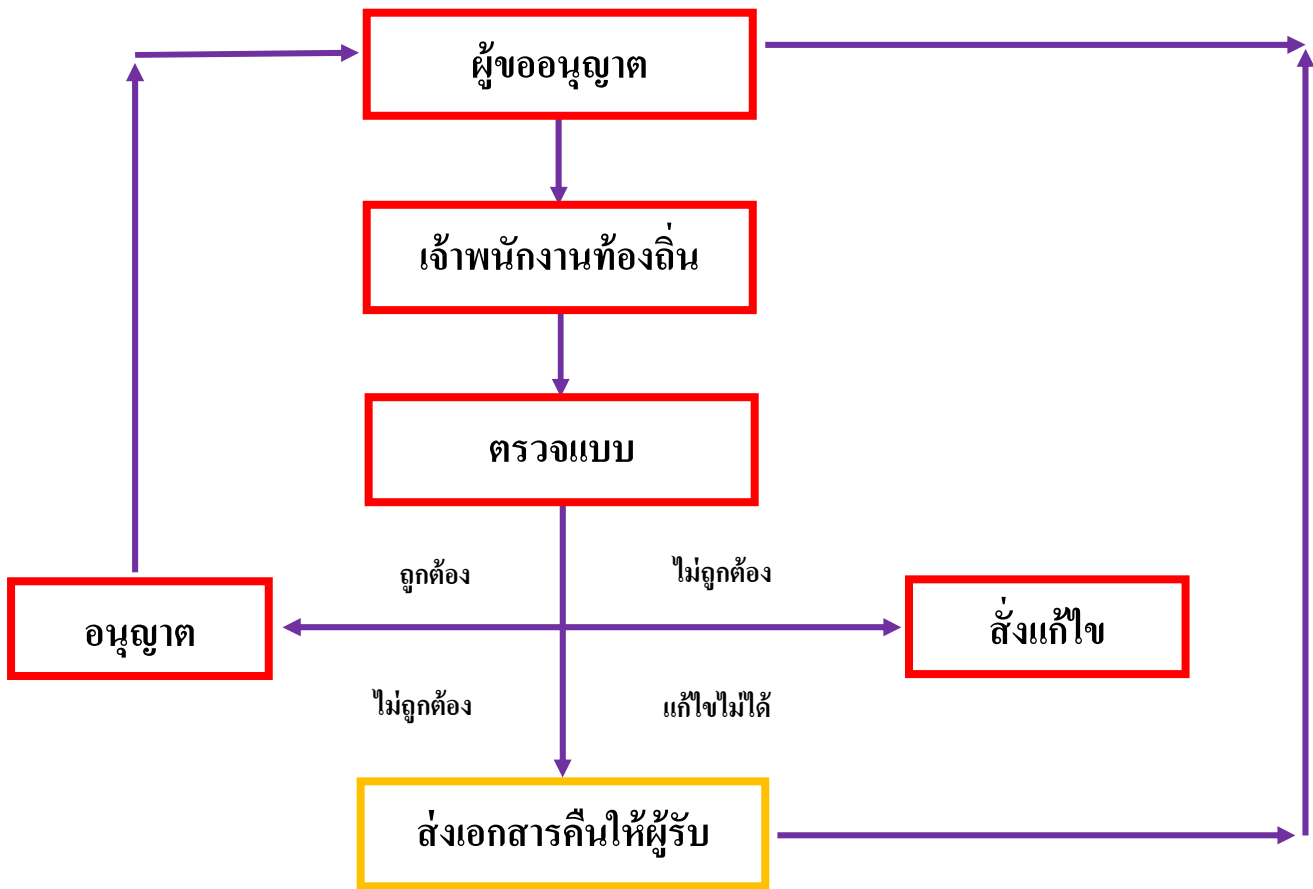 ผู้ขออนุญาต
เจ้าพนักงานท้องถิ่น
ตรวจแบบ
ถูกต้อง
ไม่ถูกต้อง
อนุญาต
สั่งแก้ไข
ไม่ถูกต้อง
แก้ไขไม่ได้
ส่งเอกสารคืนให้ผู้รับ